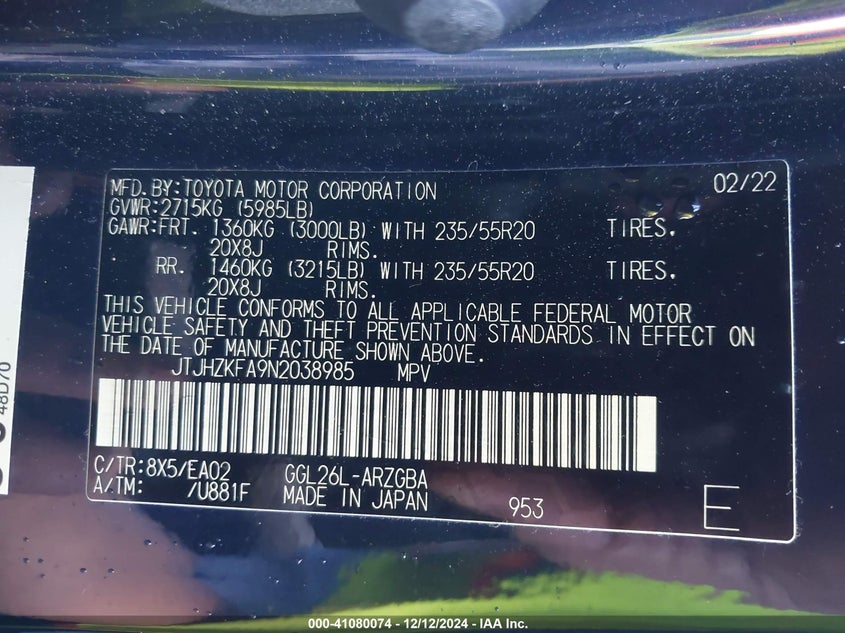 MFD. BY: TOYOTA MOTOR CORPORATION 02/22
GVWR: 2715KG (5985LB)
GAWR: FRT. 1360KG (3000LB) WITH 235/55R20 TIRES.
20X8J RIMS.
RR. 1460KG (3215LB) WITH 235/55R20 TIRES.
20X8J RIMS.
THIS VEHICLE CONFORMS TO ALL APPLICABLE FEDERAL MOTOR
VEHICLE SAFETY AND THEFT PREVENTION STANDARDS IN EFFECT ON
THE DATE OF MANUFACTURE SHOWN ABOVE.
JTJHZKFA9N2038985 MPV
C/TR: 8X5/EA02 GGL26L-ARZGBA
A/TM: /U881F MADE IN JAPAN 953 E
48D70
000-41080074 - 12/12/2024 - IAA Inc.